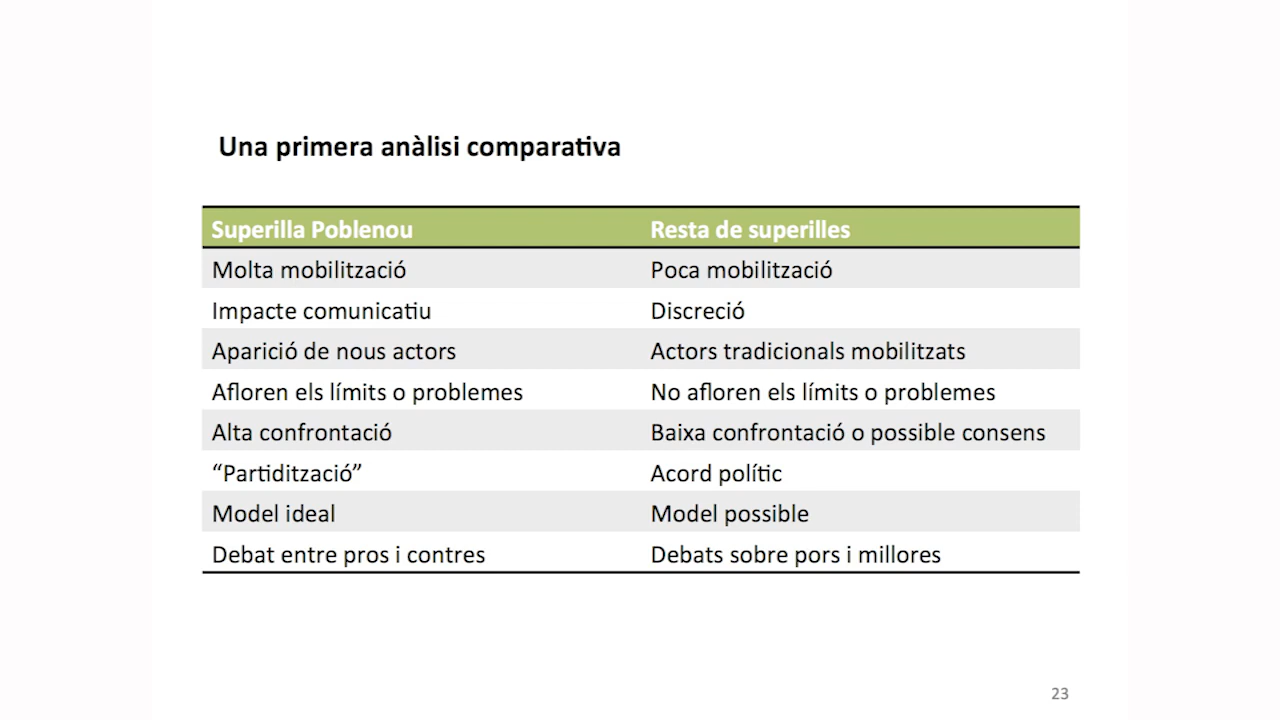 Una primera anàlisi comparativa
Superilla Poblenou Resta de superilles
Molta mobilització Poca mobilització
Impacte comunicatiu Discreció
Aparició de nous actors Actors tradicionals mobilitzats
Afloren els límits o problemes No afloren els límits o problemes
Alta confrontació Baixa confrontació o possible consens
“Partidització” Acord polític
Model ideal Model possible
Debat entre pros i contres Debats sobre pors i millores
23